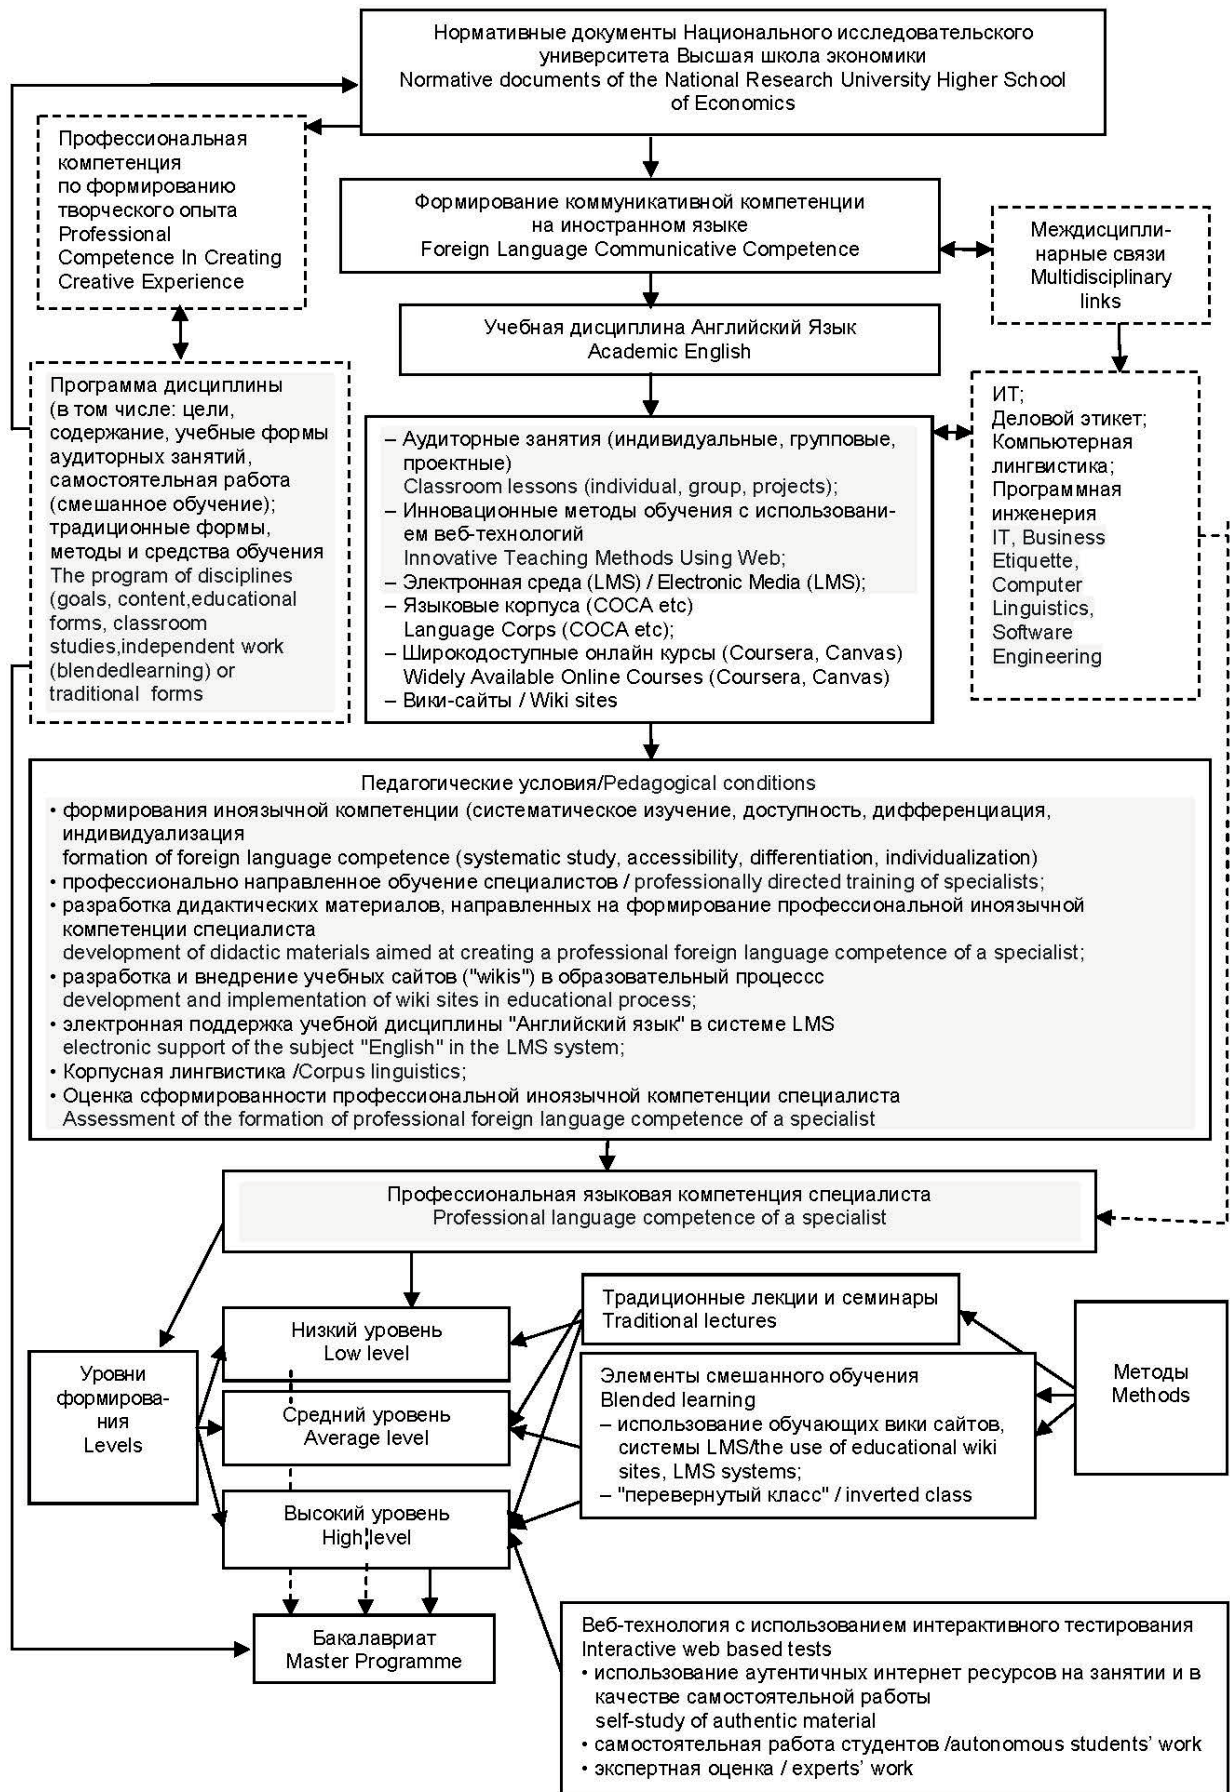 Нормативные документы Национального исследовательского
университета Высшая школа экономики
Normative documents of the National Research University Higher School
of Economics
Профессиональная
компетенция
по формированию
творческого опыта
Professional
Competence In Creating
Creative Experience
Формирование коммуникативной компетенции
на иностранном языке
Foreign Language Communicative Competence
Междисципли-
нарные связи
Multidisciplinary
links
Учебная дисциплина Английский Язык
Academic English
Программа дисциплины
(в том числе: цели,
содержание, учебные формы
аудиторных занятий,
самостоятельная работа
(смешанное обучение);
традиционные формы,
методы и средства обучения
The program of disciplines
(goals, content,educational
forms, classroom
studies,independent work
(blendedlearning) or
traditional forms
– Аудиторные занятия (индивидуальные, групповые,
проектные)
Classroom lessons (individual, group, projects);
– Инновационные методы обучения с использовани-
ем веб-технологий
Innovative Teaching Methods Using Web;
– Электронная среда (LMS) / Electronic Media (LMS);
– Языковые корпуса (COCA etc)
Language Corps (COCA etc);
– Широкодоступные онлайн курсы (Coursera, Canvas)
Widely Available Online Courses (Coursera, Canvas)
– Вики-сайты / Wiki sites
ИТ;
Деловой этикет;
Компьютерная
лингвистика;
Программная
инженерия
IT, Business
Etiquette,
Computer
Linguistics,
Software
Engineering
Педагогические условия/Pedagogical conditions
• формирования иноязычной компетенции (систематическое изучение, доступность, дифференциация,
индивидуализация
formation of foreign language competence (systematic study, accessibility, differentiation, individualization)
• профессионально направленное обучение специалистов / professionally directed training of specialists;
• разработка дидактических материалов, направленных на формирование профессиональной иноязычной
компетенции специалиста
development of didactic materials aimed at creating a professional foreign language competence of a specialist;
• разработка и внедрение учебных сайтов ("wikis") в образовательный процессс
development and implementation of wiki sites in educational process;
• электронная поддержка учебной дисциплины "Английский язык" в системе LMS
electronic support of the subject "English" in the LMS system;
• Корпусная лингвистика /Corpus linguistics;
• Оценка сформированности профессиональной иноязычной компетенции специалиста
Assessment of the formation of professional foreign language competence of a specialist
Профессиональная языковая компетенция специалиста
Professional language competence of a specialist
Уровни
формирова-
ния
Levels
Низкий уровень
Low level
Средний уровень
Average level
Высокий уровень
High level
Бакалавриат
Master Programme
Традиционные лекции и семинары
Traditional lectures
Элементы смешанного обучения
Blended learning
– использование обучающих вики сайтов,
системы LMS/the use of educational wiki
sites, LMS systems;
– "перевернутый класс" / inverted class
Методы
Methods
Веб-технология с использованием интерактивного тестирования
Interactive web based tests
• использование аутентичных интернет ресурсов на занятии и в
качестве самостоятельной работы
self-study of authentic material
• самостоятельная работа студентов /autonomous students’ work
• экспертная оценка / experts’ work